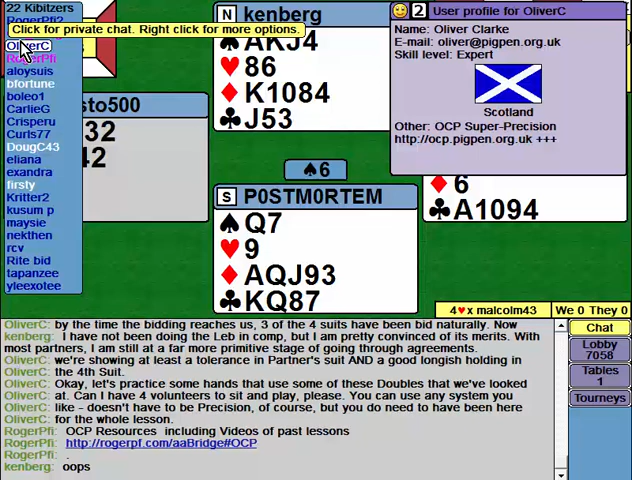 22 Kibitzers
RogerPfi2
Click for private chat. Right click for more options.
OliverC
RogerPfi
aloysuis
bfortune
boleo1
CarlieG
Crisperu
Curls77
DougC43
eliana
exandra
firsty
Kritter2
kusum p
maysie
nekthen
rcv
Rite bid
tapanzee
yleexotee
sto500
32
42
N kenberg
♠AKJ4
♥86
♦K1084
♣J53
♠6
S P0STM0RTEM
♠Q7
♥9
♦AQJ93
♣KQ87
2 User profile for OliverC
Name: Oliver Clarke
E-mail: oliver@pigpen.org.uk
Skill level: Expert
Scotland
Other: OCP Super-Precision
http://ocp.pigpen.org.uk +++
♦6
♣A1094
4♥x malcolm43 We 0 They 0
OliverC: by the time the bidding reaches us, 3 of the 4 suits have been bid naturally. Now
kenberg: I have not been doing the Leb in comp, but I am pretty convinced of its merits. With
most partners, I am still at a far more primitive stage of going through agreements.
OliverC: we're showing at least a tolerance in Partner's suit AND a good longish holding in
OliverC: the 4th Suit.
OliverC: Okay, let's practice some hands that use some of these Doubles that we've looked
OliverC: at. Can I have 4 volunteers to sit and play, please. You can use any system you
OliverC: like - doesn't have to be Precision, of course, but you do need to have been here
OliverC: for the whole lesson.
RogerPfi: OCP Resources including Videos of past lessons
RogerPfi: http://rogerpf.com/aaBridge#OCP
RogerPfi: .
kenberg: oops
Chat
Lobby
7058
Tables
1
Tourneys